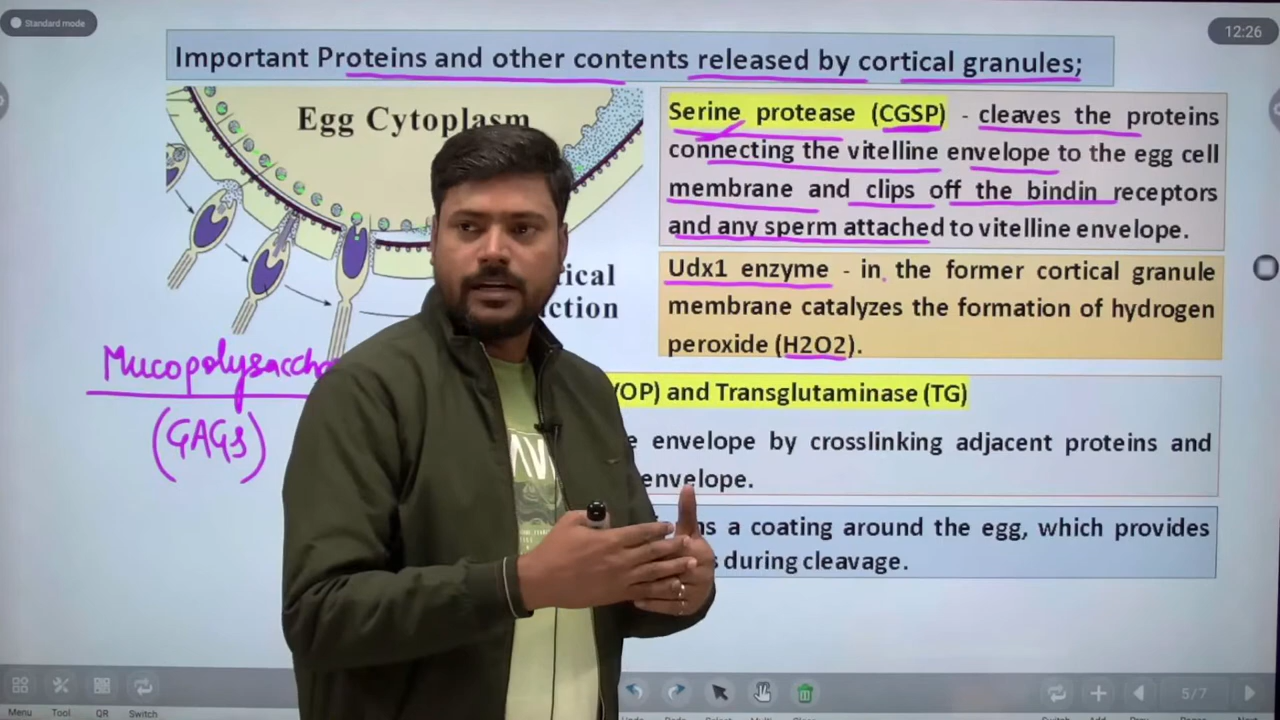 Standard mode
12:26
Important Proteins and other contents released by cortical granules;
Egg Cytoplasm
ical
ction
Mucopolysaccha
(GAGs)
Serine protease (CGSP) - cleaves the proteins
connecting the vitelline envelope to the egg cell
membrane and clips off the bindin receptors
and any sperm attached to vitelline envelope.
Udx1 enzyme - in the former cortical granule
membrane catalyzes the formation of hydrogen
peroxide (H2O2).
OP) and Transglutaminase (TG)
e envelope by crosslinking adjacent proteins and
envelope.
ns a coating around the egg, which provides
s during cleavage.
AV
Menu
Tool
QR
Switch
5/7